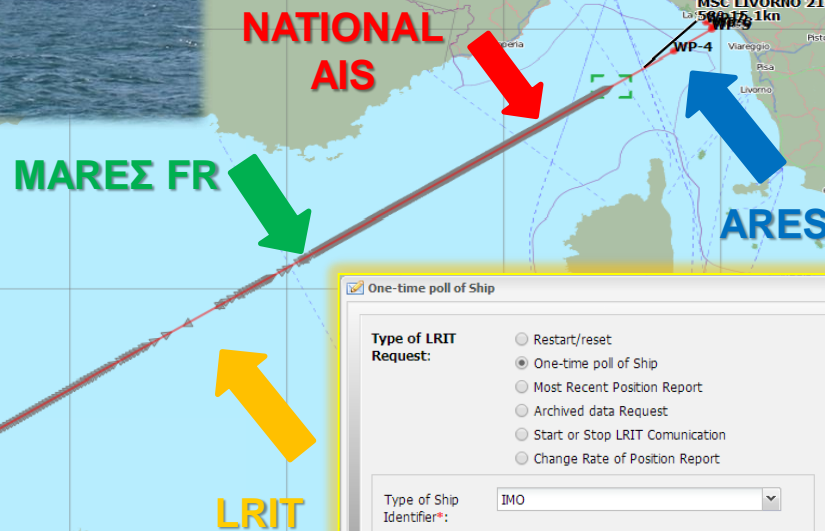 MSC LIVORNO 21
NATIONAL
AIS
WP-4
Viareggio
Pisa
Livorno
MAREΣ FR
ARES
One-time poll of Ship
Type of LRIT
Request:
Restart/reset
One-time poll of Ship
Most Recent Position Report
Archived data Request
Start or Stop LRIT Comunication
Change Rate of Position Report
Type of Ship
Identifier*:
IMO
LRIT